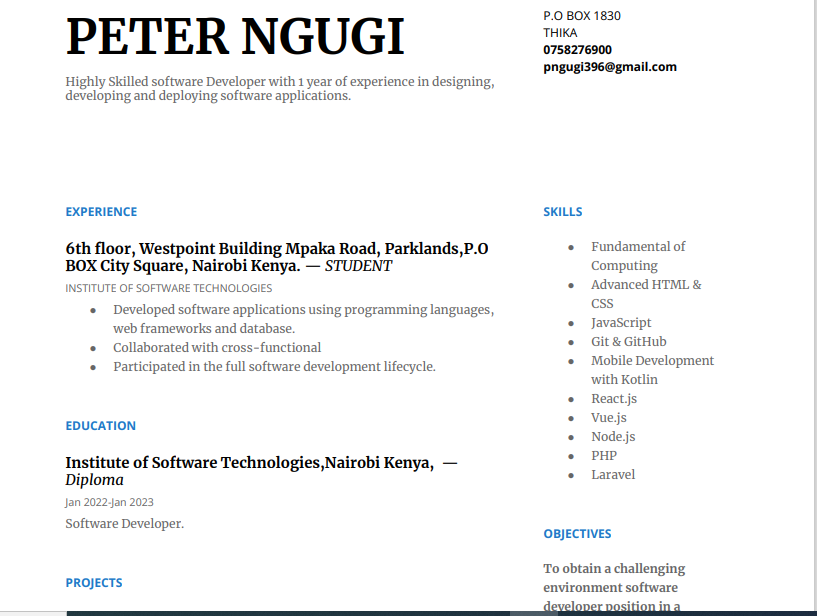 PETER NGUGI
Highly Skilled software Developer with 1 year of experience in designing,
developing and deploying software applications.
P.O BOX 1830
THIKA
0758276900
pngugi396@gmail.com
EXPERIENCE
6th floor, Westpoint Building Mpaka Road, Parklands,P.O
BOX City Square, Nairobi Kenya. — STUDENT
INSTITUTE OF SOFTWARE TECHNOLOGIES
● Developed software applications using programming languages,
web frameworks and database.
● Collaborated with cross-functional
● Participated in the full software development lifecycle.
EDUCATION
Institute of Software Technologies,Nairobi Kenya, —
Diploma
Jan 2022-Jan 2023
Software Developer.
PROJECTS
SKILLS
● Fundamental of
Computing
● Advanced HTML &
CSS
● JavaScript
● Git & GitHub
● Mobile Development
with Kotlin
● React.js
● Vue.js
● Node.js
● PHP
● Laravel
OBJECTIVES
To obtain a challenging
environment software
developer position in a